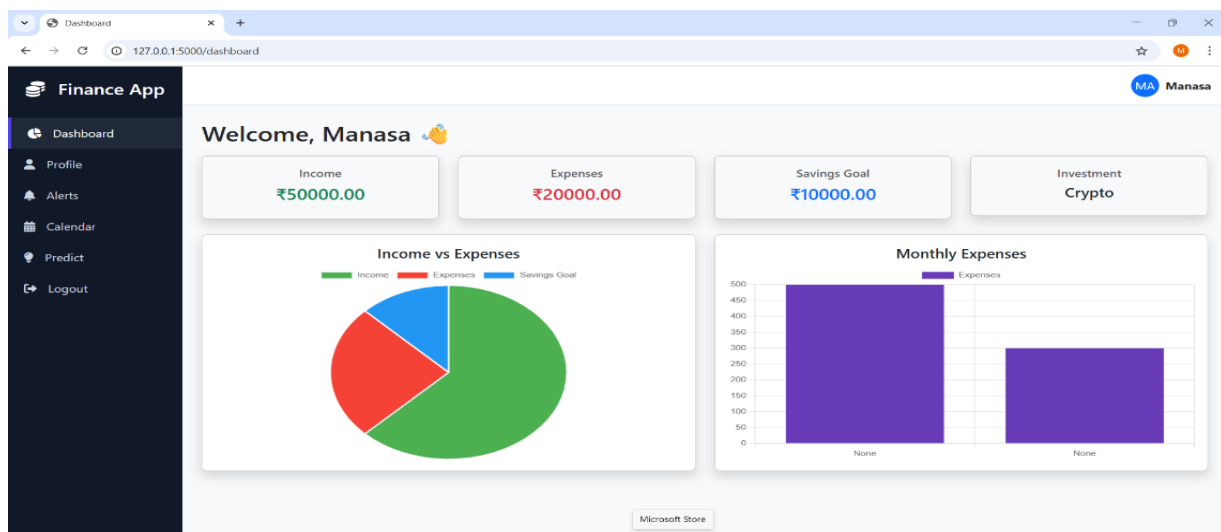 Dashboard
127.0.0.1:5000/dashboard
M
Finance App
MA Manasa
Dashboard
Profile
Alerts
Calendar
Predict
Logout
Welcome, Manasa 👋
Income
₹50000.00
Expenses
₹20000.00
Savings Goal
₹10000.00
Investment
Crypto
Income vs Expenses
Income Expenses Savings Goal
Monthly Expenses
Expenses
500
450
400
350
300
250
200
150
100
50
0
None None
Microsoft Store